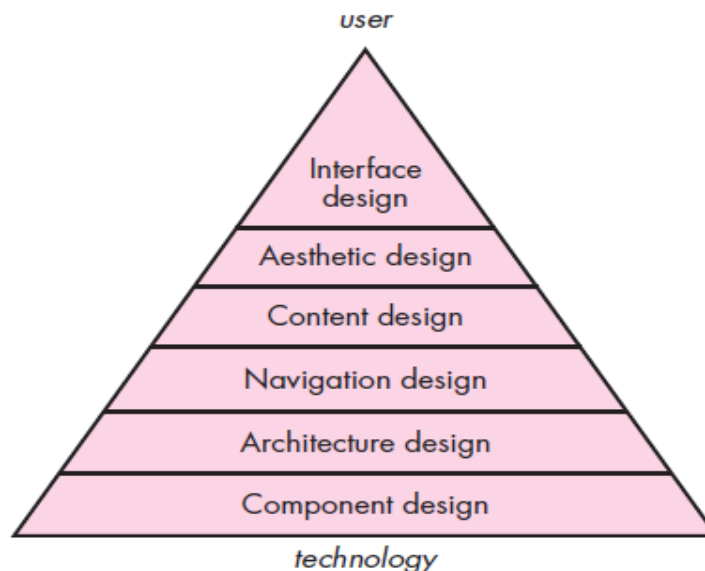 user
Interface
design
Aesthetic design
Content design
Navigation design
Architecture design
Component design
technology